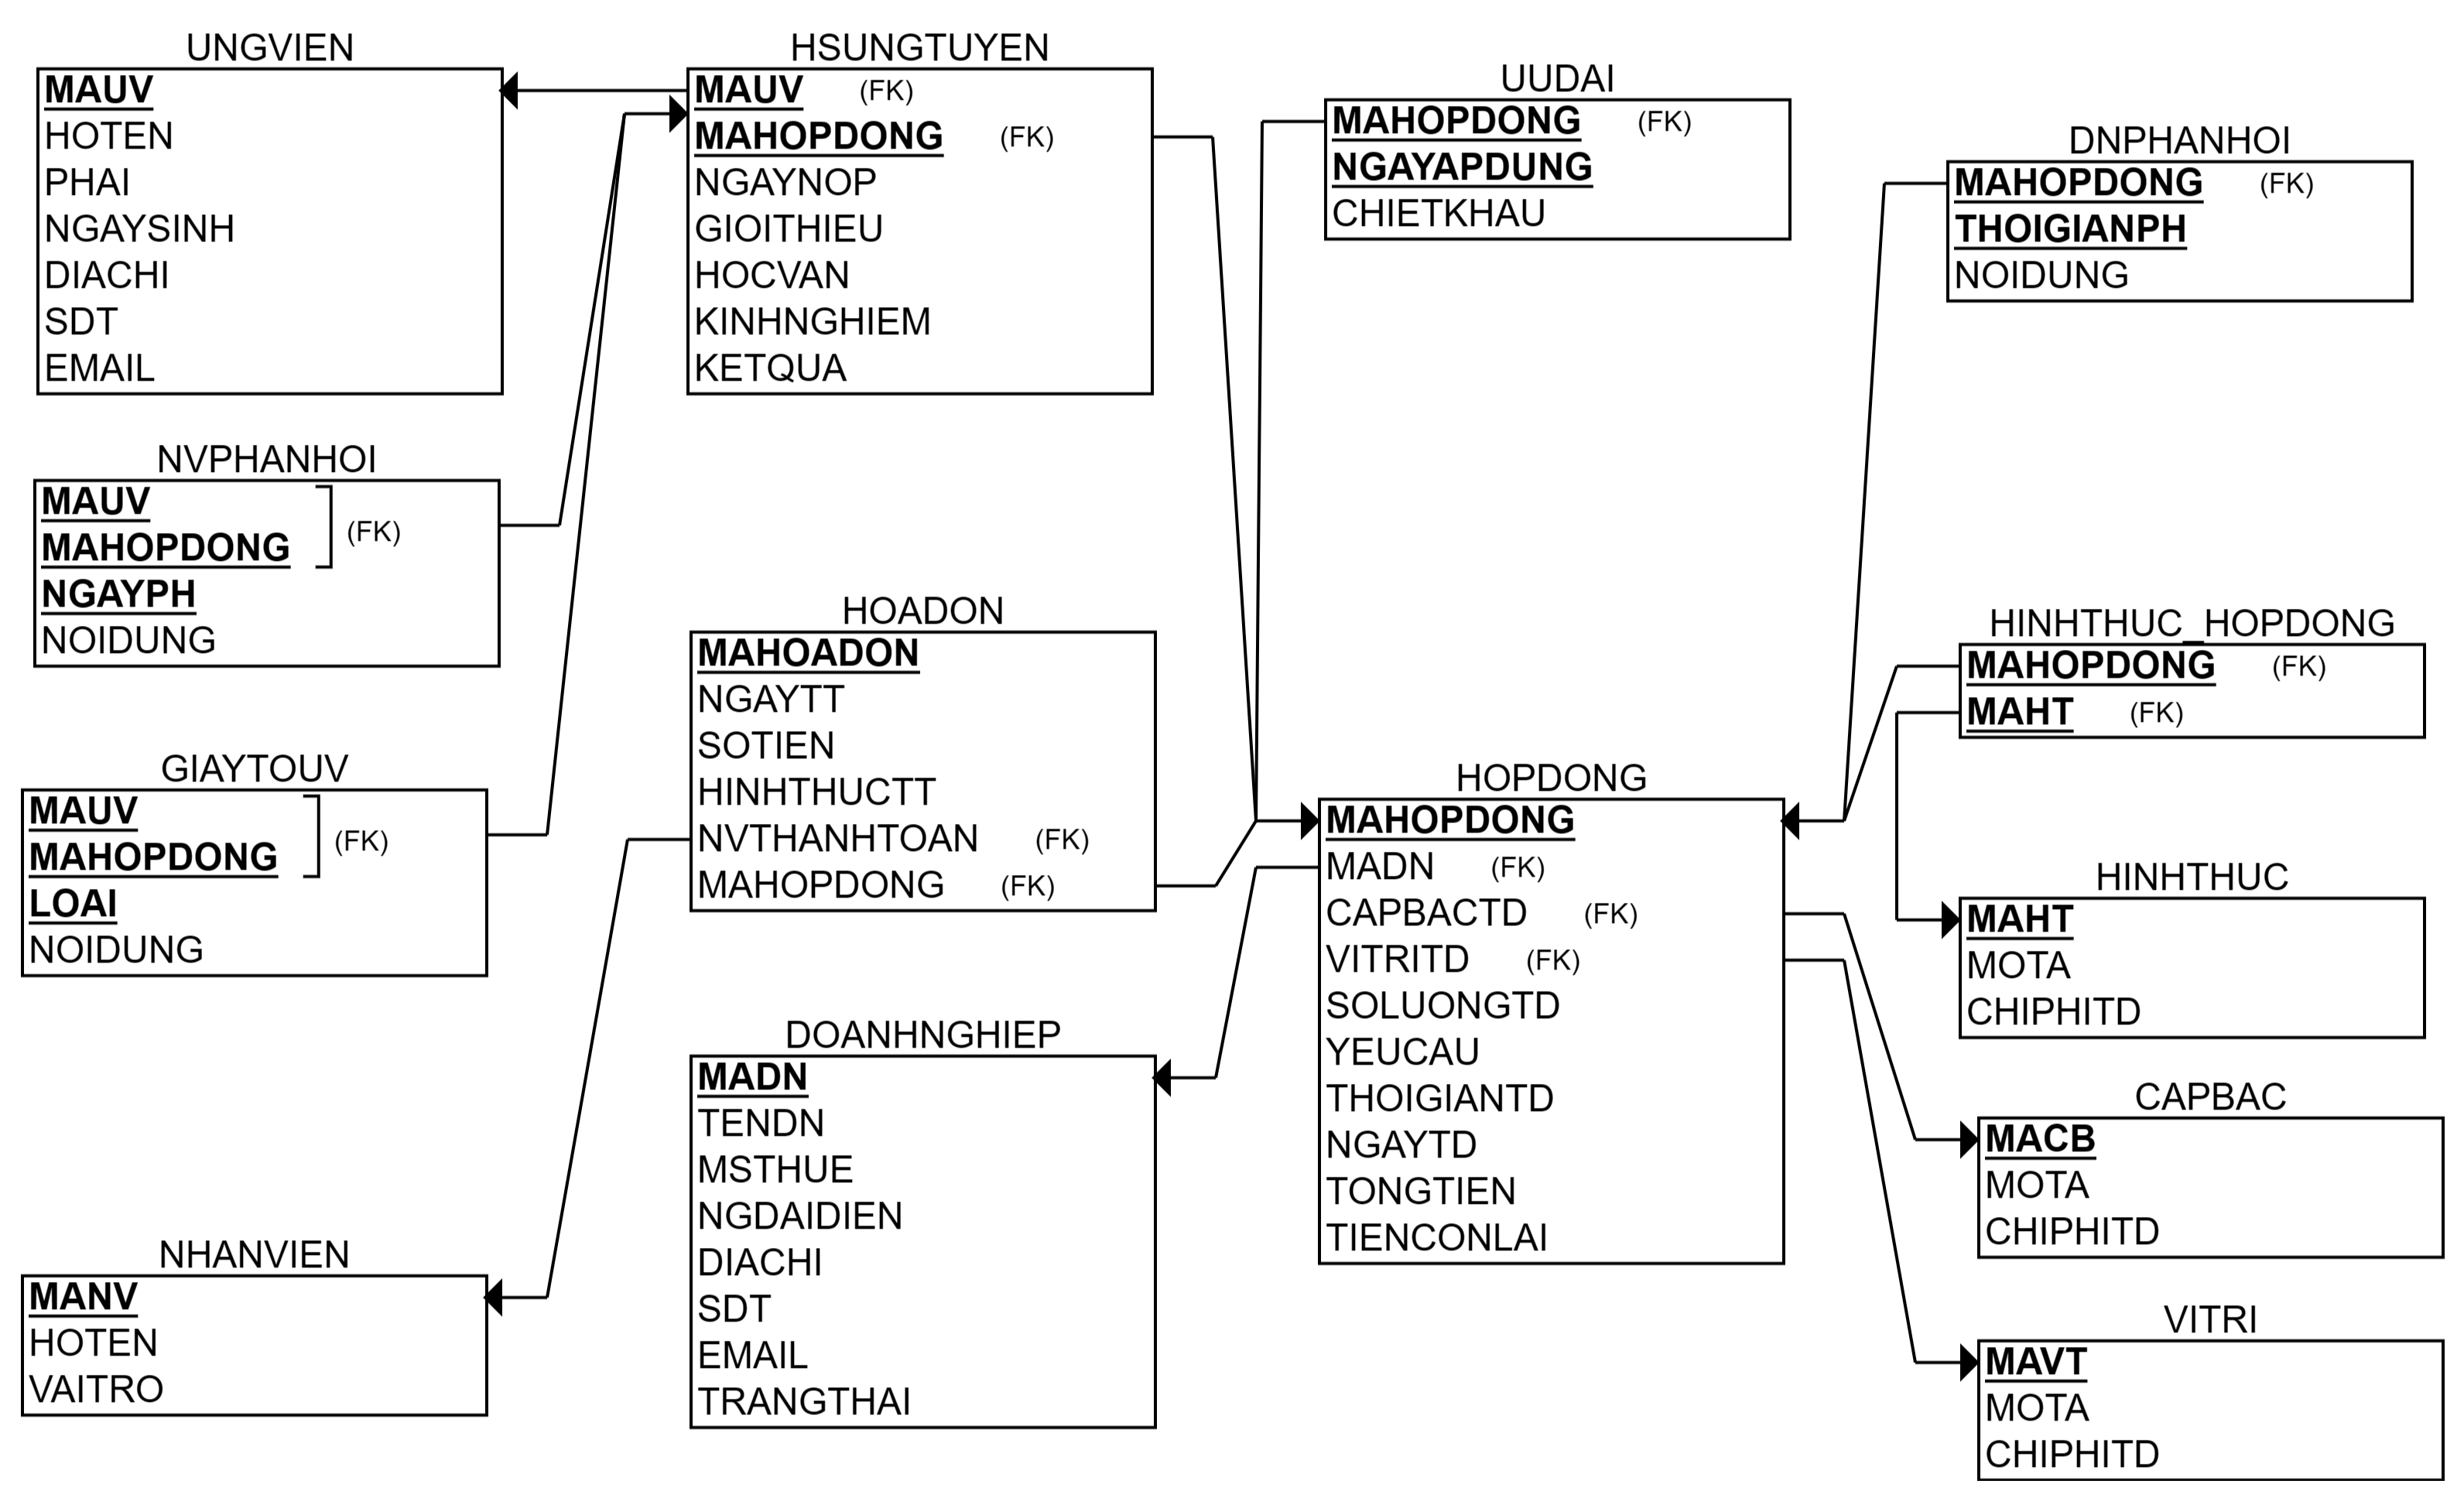 UNGVIEN
MAUV
HOTEN
PHAI
NGAYSINH
DIACHI
SDT
EMAIL
HSUNGTUYEN
MAUV (FK)
MAHOPDONG (FK)
NGAYNOP
GIOITHIEU
HOCVAN
KINHNGHIEM
KETQUA
UUDAI
MAHOPDONG (FK)
NGAYAPDUNG
CHIETKHAU
DNPHANHOI
MAHOPDONG (FK)
THOIGIANPH
NOIDUNG
NVPHANHOI
MAUV
MAHOPDONG
(FK)
NGAYPH
NOIDUNG
HOADON
MAHOADON
NGAYTT
SOTIEN
HINHTHUCTT
NVTHANHTOAN (FK)
MAHOPDONG (FK)
HINHTHUC_HOPDONG
MAHOPDONG (FK)
MAHT (FK)
GIAYTOUV
MAUV
MAHOPDONG
(FK)
LOAI
NOIDUNG
HOPDONG
MAHOPDONG
MADN (FK)
CAPBACTD (FK)
VITRITD (FK)
SOLUONGTD
YEUCAU
THOIGIANTD
NGAYTD
TONGTIEN
TIENCONLAI
HINHTHUC
MAHT
MOTA
CHIPHITD
DOANHNGHIEP
MADN
TENDN
MSTHUE
NGDAIDIEN
DIACHI
SDT
EMAIL
TRANGTHAI
CAPBAC
MACB
MOTA
CHIPHITD
NHANVIEN
MANV
HOTEN
VAITRO
VITRI
MAVT
MOTA
CHIPHITD